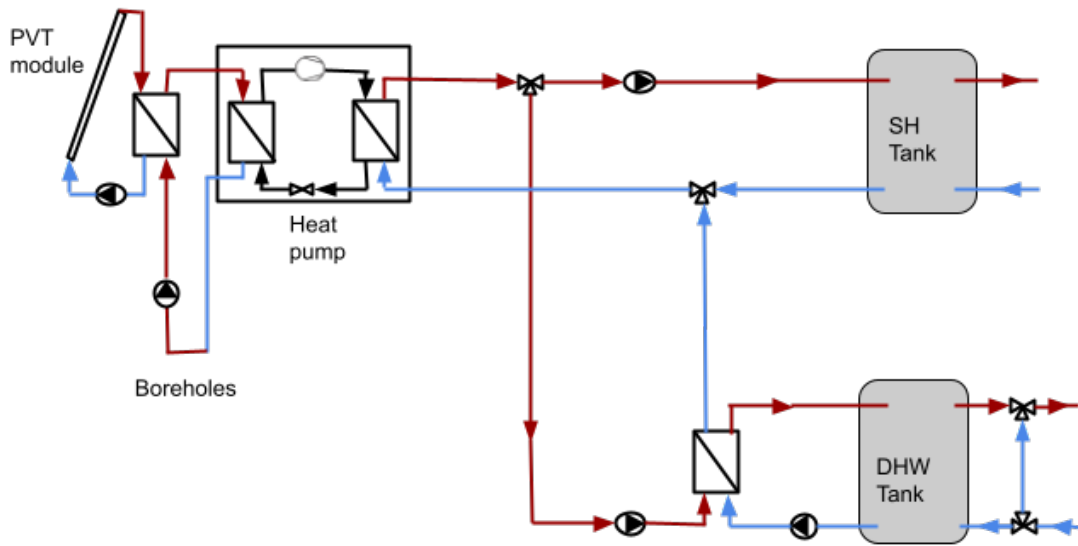 PVT
module
Heat
pump
Boreholes
SH
Tank
DHW
Tank